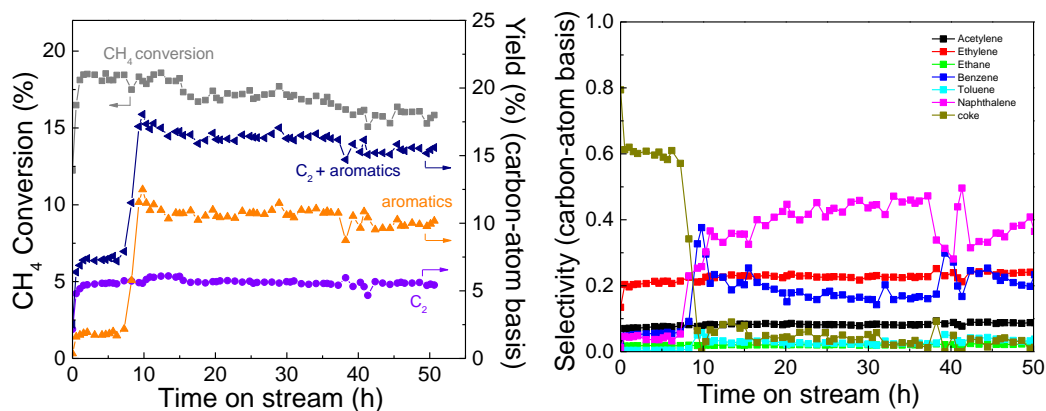 CH4 Conversion (%)
20
15
10
5
0
CH4 conversion
C2 + aromatics
aromatics
C2
25
20
15
10
5
0
Yield (%) (carbon-atom basis)
0
10
20
30
40
50
Time on stream (h)
Selectivity (carbon-atom basis)
1.0
0.8
0.6
0.4
0.2
0.0
Acetylene
Ethylene
Ethane
Benzene
Toluene
Naphthalene
coke
0
10
20
30
40
50
Time on stream (h)